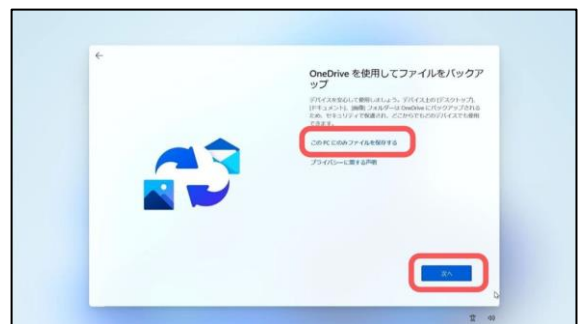 OneDrive を使用してファイルをバックア
ップ
デバイスを安心して使用しましょう。デバイス上の [デスクトップ]、
[ドキュメント]、[画像] フォルダーは OneDrive にバックアップされる
ため、セキュリティで保護され、どこからでもどのデバイスでも使用
できます。
この PC にのみファイルを保存する
プライバシーに関する声明
次へ